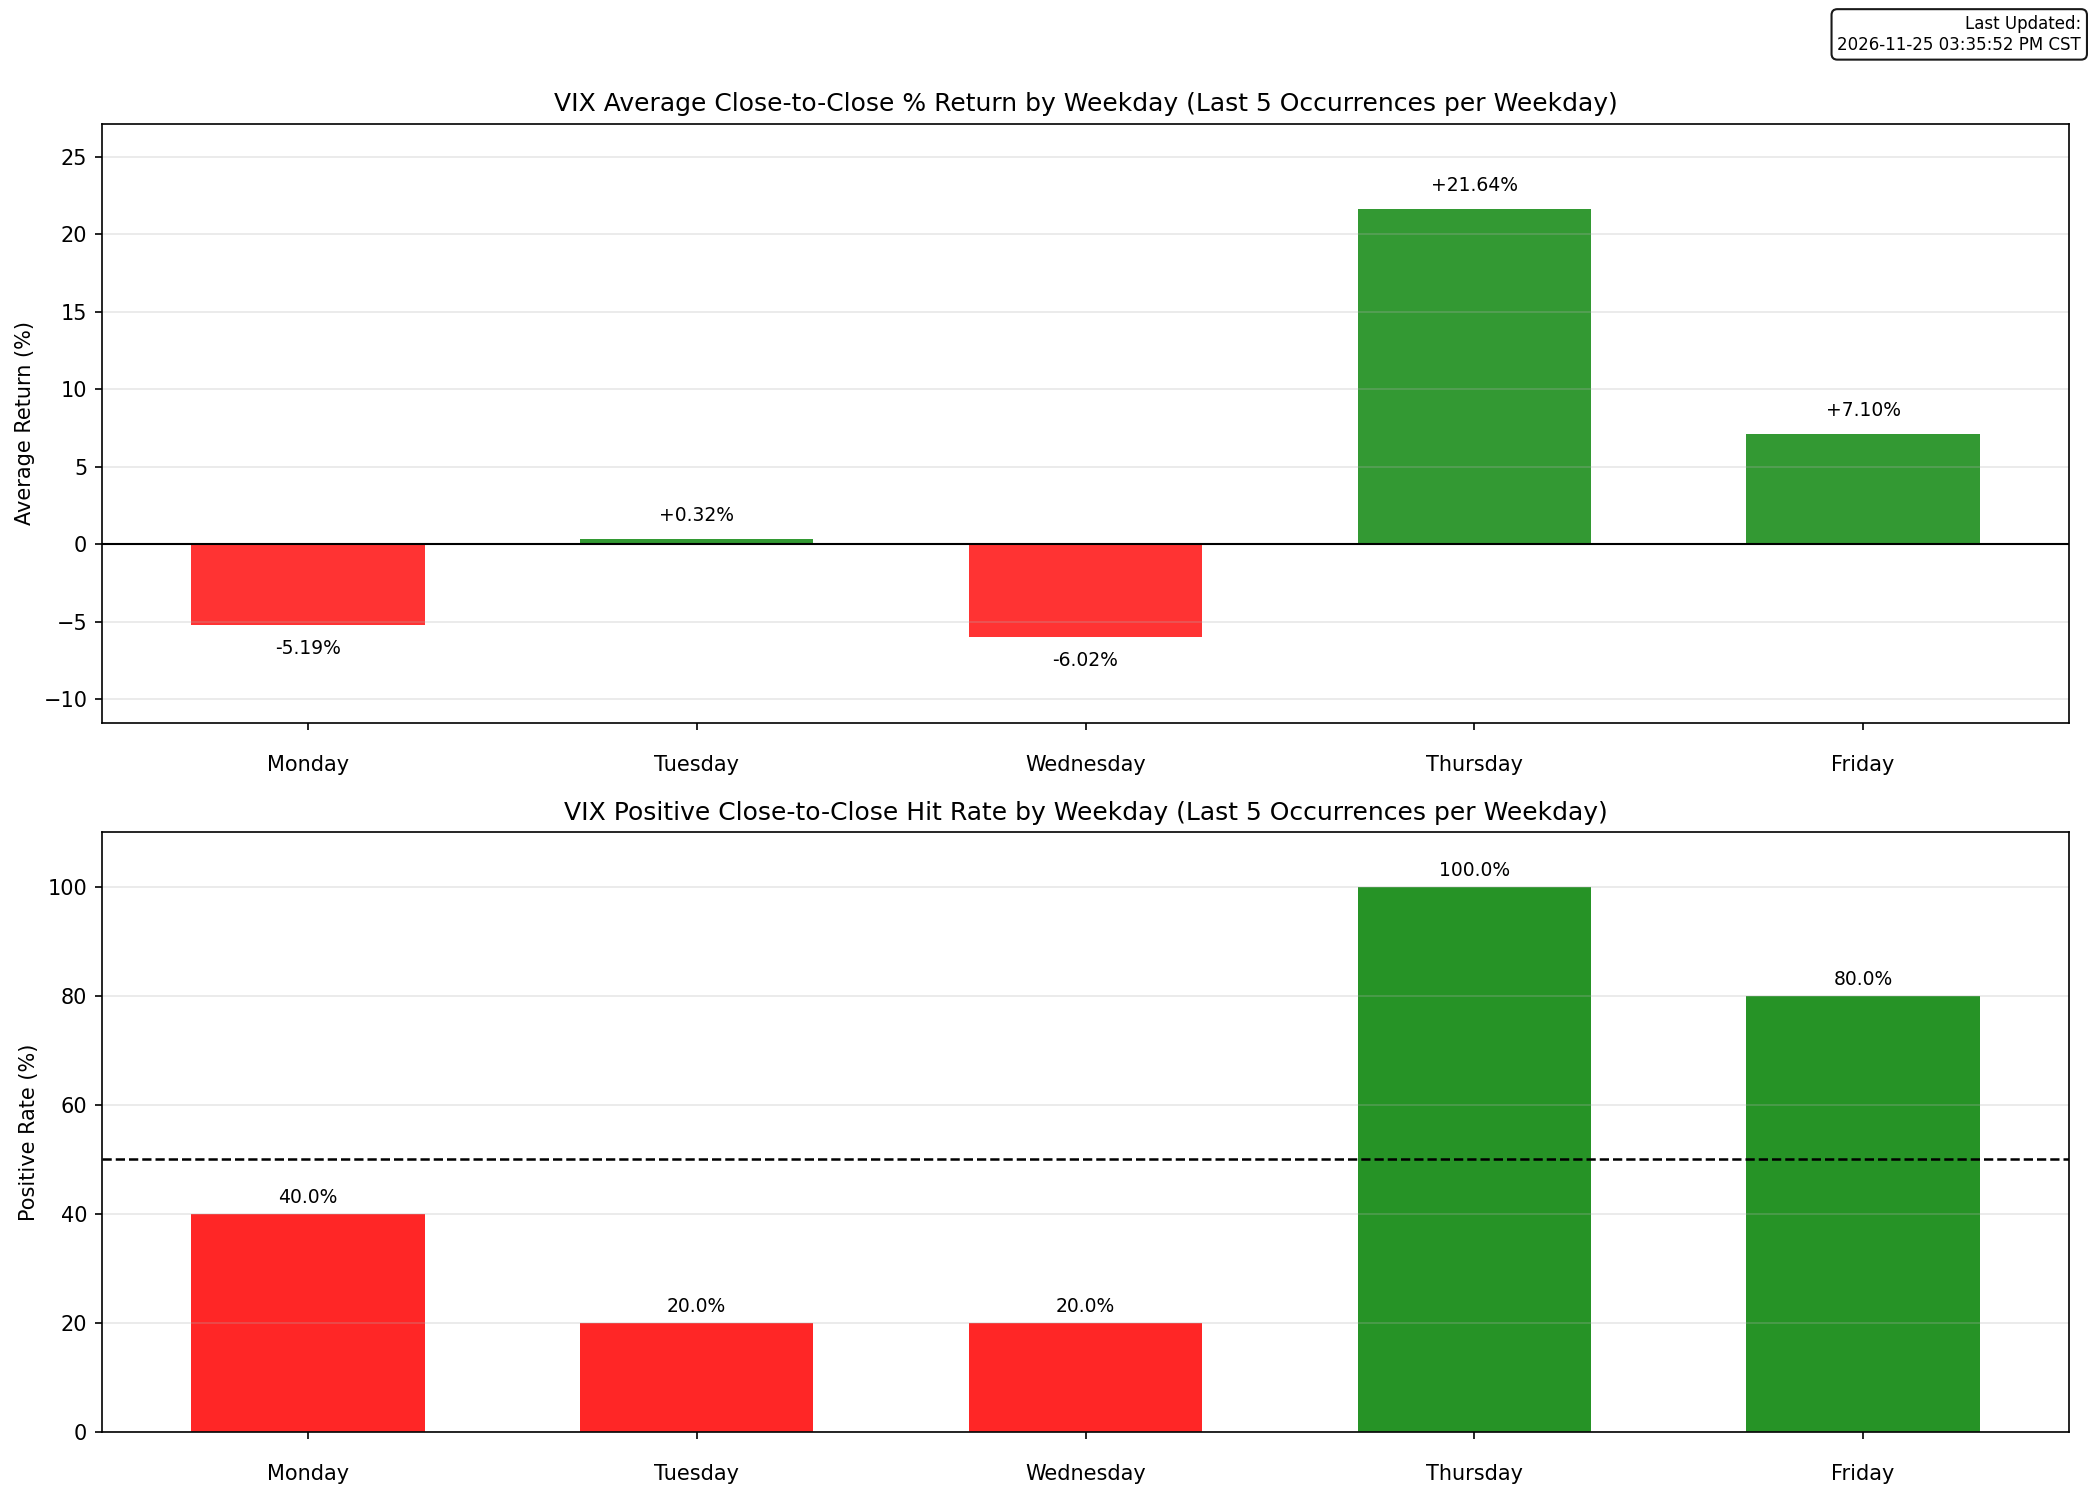 Last Updated:
2026-11-25 03:35:52 PM CST
VIX Average Close-to-Close % Return by Weekday (Last 5 Occurrences per Weekday)
Average Return (%)
25
20
15
10
5
0
−5
−10
-5.19%
+0.32%
-6.02%
+21.64%
+7.10%
Monday
Tuesday
Wednesday
Thursday
Friday
VIX Positive Close-to-Close Hit Rate by Weekday (Last 5 Occurrences per Weekday)
Positive Rate (%)
100
80
60
40
20
0
40.0%
20.0%
20.0%
100.0%
80.0%
Monday
Tuesday
Wednesday
Thursday
Friday